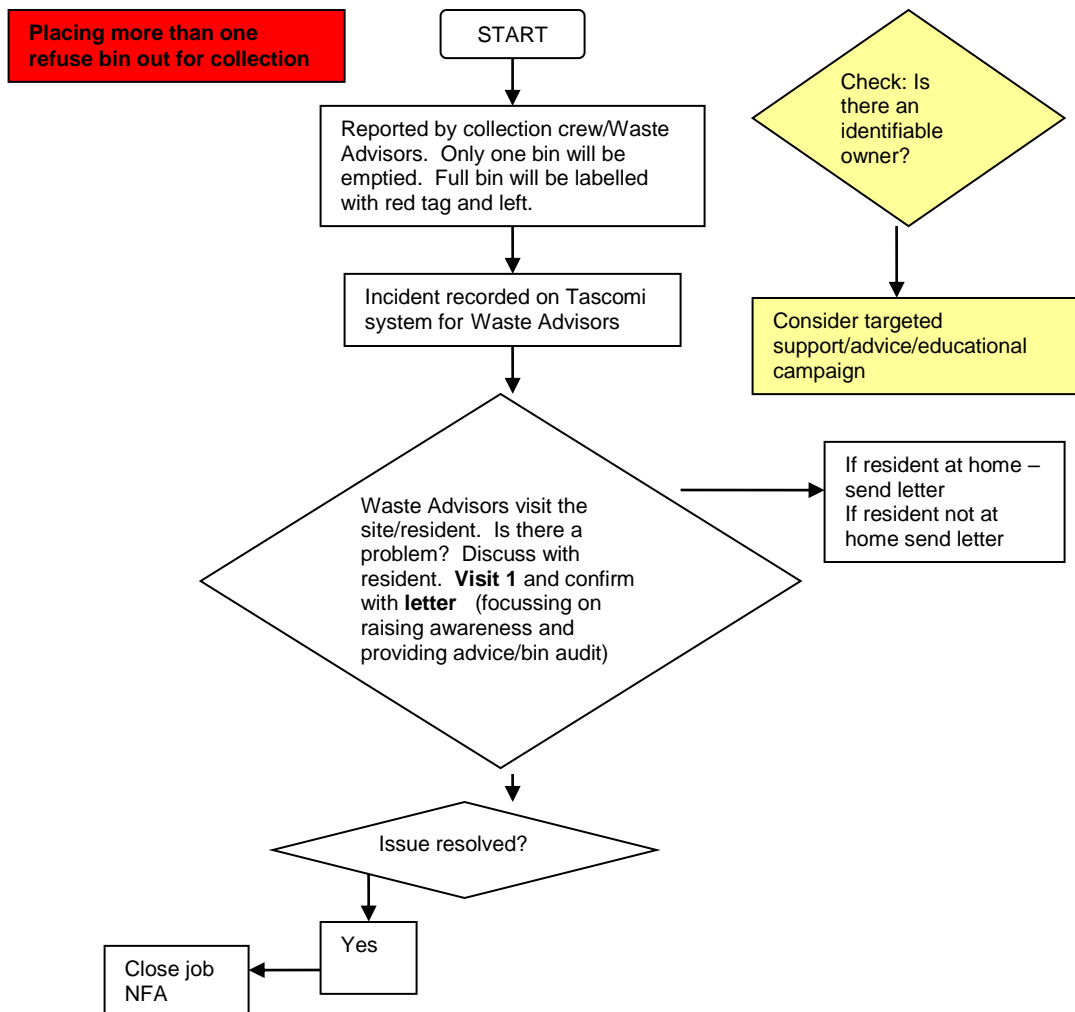 Placing more than one
refuse bin out for collection
START
Check: Is
there an
identifiable
owner?
Reported by collection crew/Waste
Advisors.  Only one bin will be
emptied.  Full bin will be labelled
with red tag and left.
Incident recorded on Tascomi
system for Waste Advisors
Consider targeted
support/advice/educational
campaign
If resident at home –
send letter
If resident not at
home send letter
Waste Advisors visit the
site/resident.  Is there a
problem?  Discuss with
resident.  Visit 1 and confirm
with letter   (focussing on
raising awareness and
providing advice/bin audit)
Issue resolved?
Yes
Close job
NFA